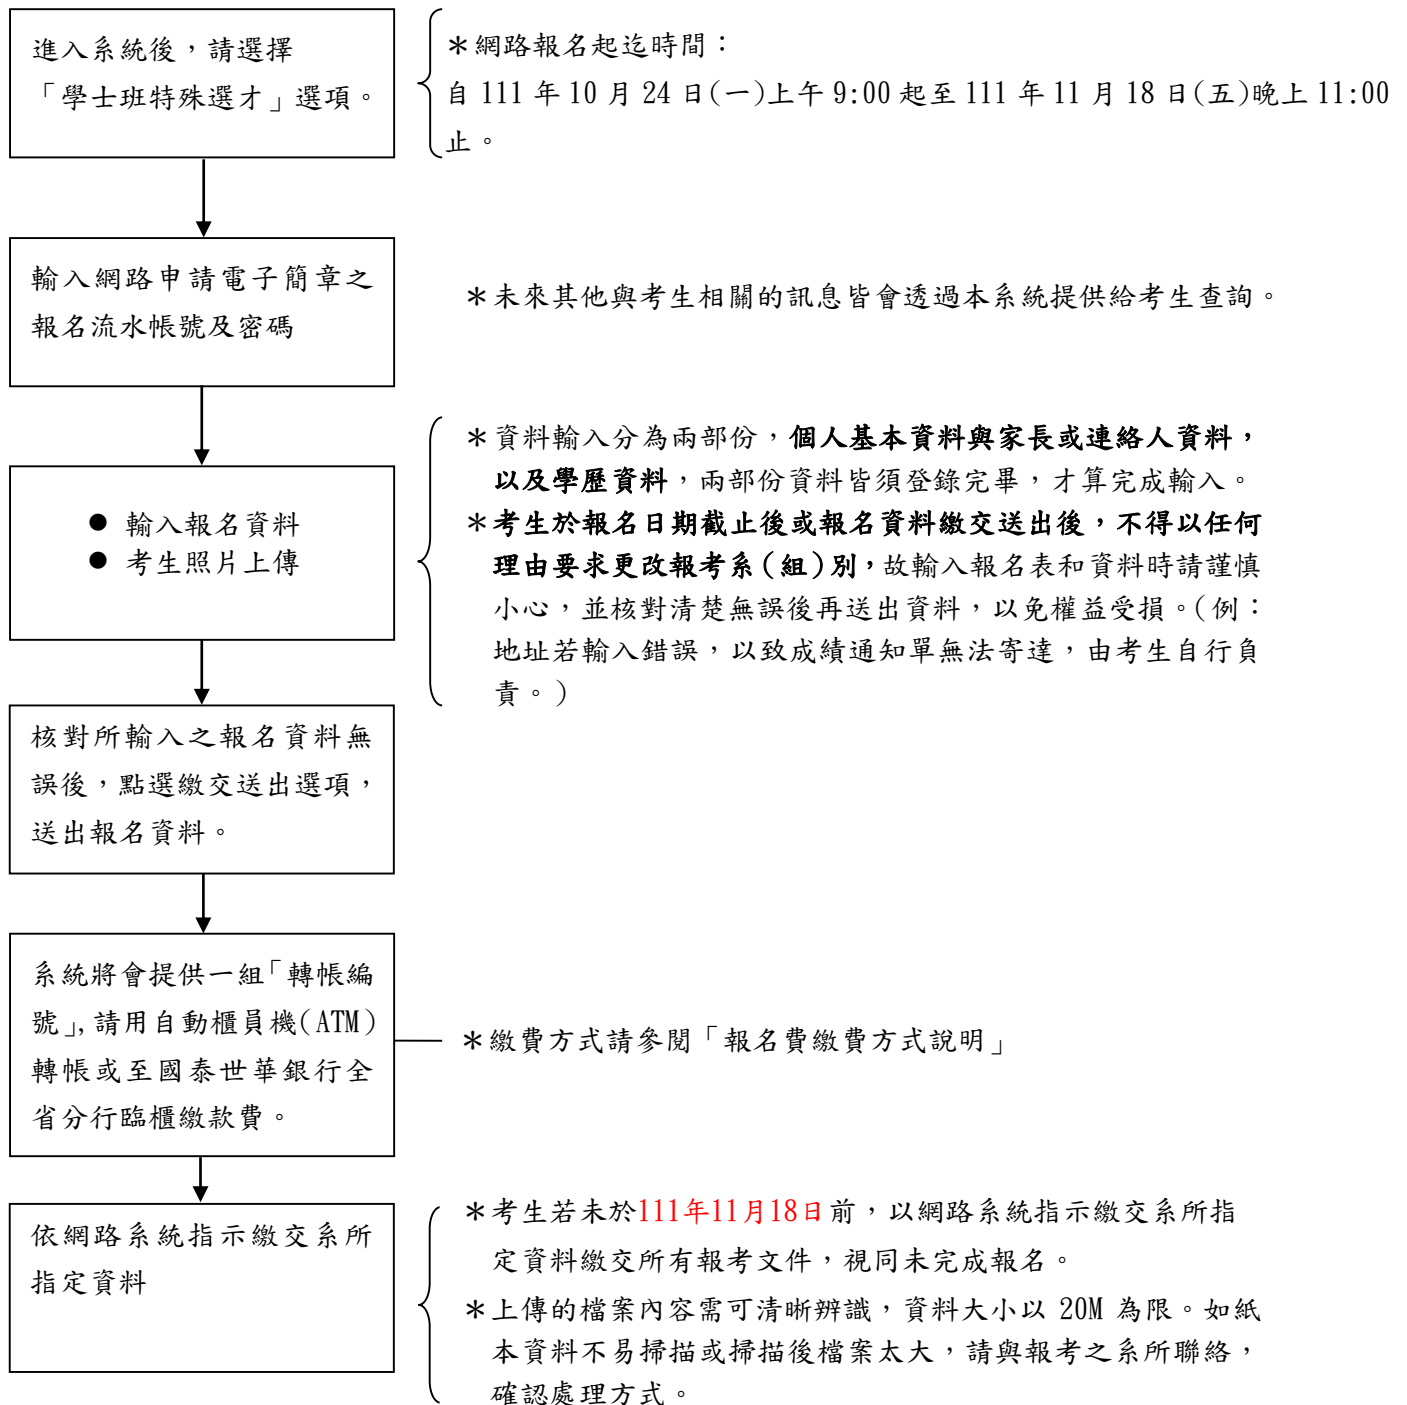 進入系統後，請選擇
「學士班特殊選才」選項。
＊網路報名起迄時間：
自 111 年 10 月 24 日(一)上午 9:00 起至 111 年 11 月 18 日(五)晚上 11:00
止。
輸入網路申請電子簡章之
報名流水帳號及密碼
＊未來其他與考生相關的訊息皆會透過本系統提供給考生查詢。
● 輸入報名資料
● 考生照片上傳
＊資料輸入分為兩部份，個人基本資料與家長或連絡人資料，
以及學歷資料，兩部份資料皆須登錄完畢，才算完成輸入。
＊考生於報名日期截止後或報名資料繳交送出後，不得以任何
理由要求更改報考系(組)別，故輸入報名表和資料時請謹慎
小心，並核對清楚無誤後再送出資料，以免權益受損。(例：
地址若輸入錯誤，以致成績通知單無法寄達，由考生自行負
責。)
核對所輸入之報名資料無
誤後，點選繳交送出選項，
送出報名資料。
系統將會提供一組「轉帳編
號」,請用自動櫃員機(ATM)
轉帳或至國泰世華銀行全
省分行臨櫃繳款費。
＊繳費方式請參閱「報名費繳費方式說明」
依網路系統指示繳交系所
指定資料
＊考生若未於111年11月18日前，以網路系統指示繳交系所指
定資料繳交所有報考文件，視同未完成報名。
＊上傳的檔案內容需可清晰辨識，資料大小以 20M 為限。如紙
本資料不易掃描或掃描後檔案太大，請與報考之系所聯絡，
確認處理方式。